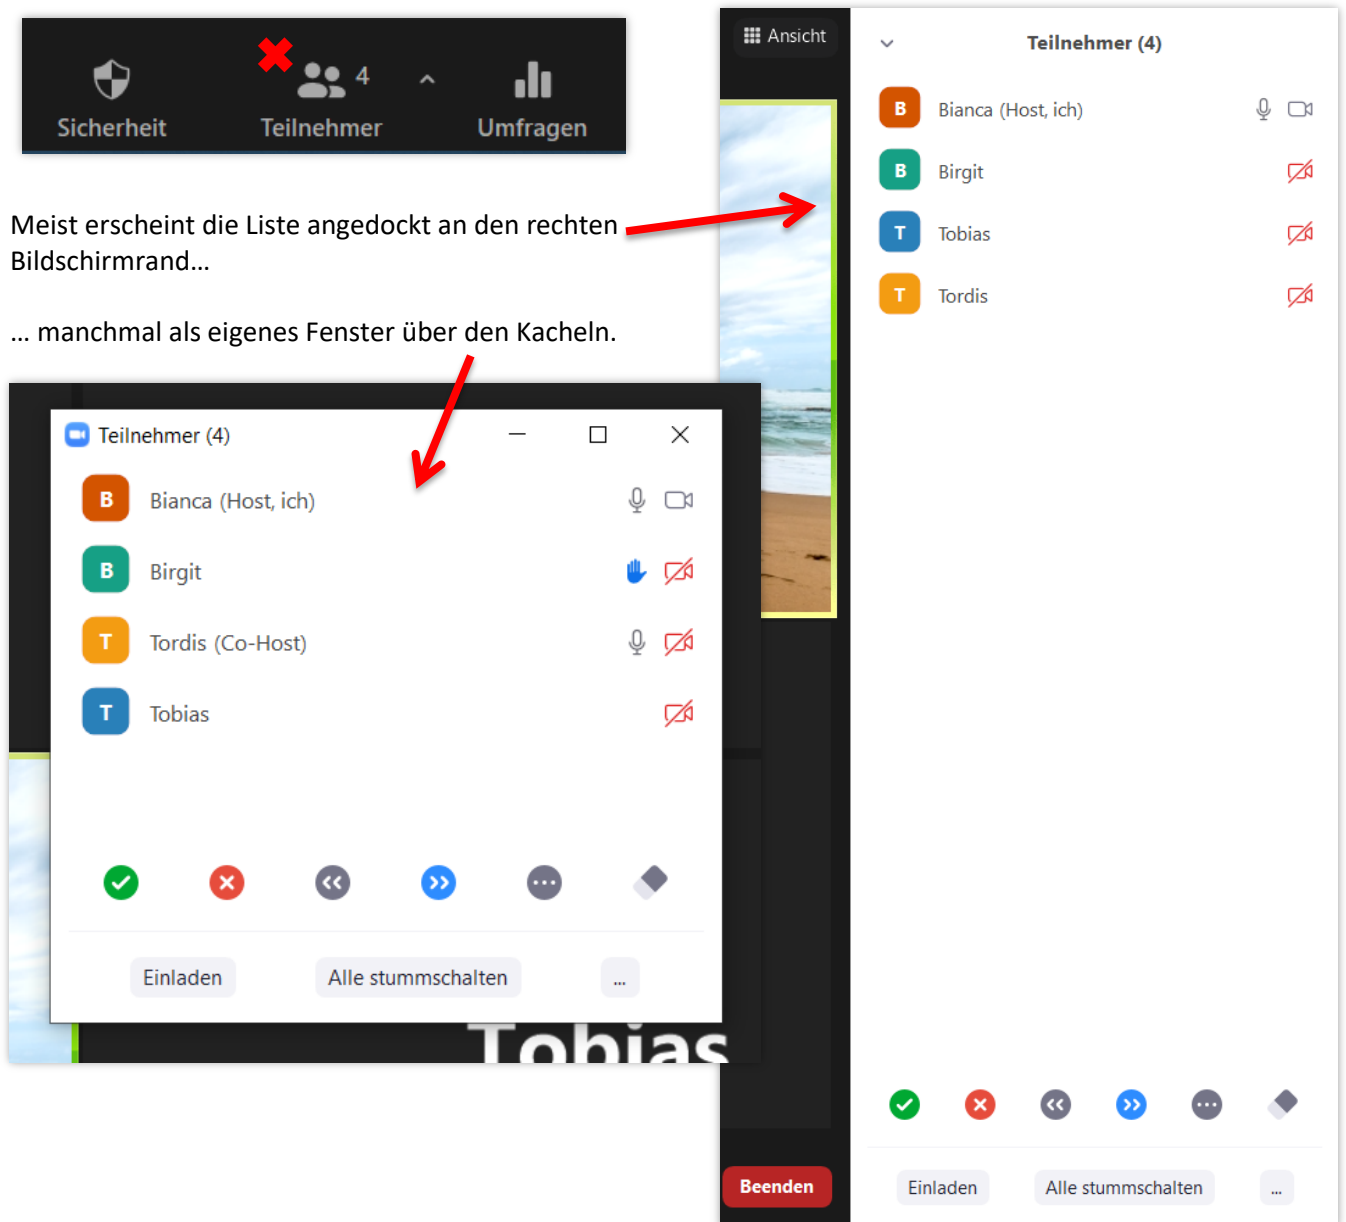 Sicherheit
Teilnehmer
4
Umfragen
Meist erscheint die Liste angedockt an den rechten
Bildschirmrand...
... manchmal als eigenes Fenster über den Kacheln.
Teilnehmer (4)
B
Bianca (Host, ich)
B
Birgit
T
Tordis (Co-Host)
T
Tobias
Einladen
Alle stummschalten
...
Tobias
Ansicht
Teilnehmer (4)
B
Bianca (Host, ich)
B
Birgit
T
Tobias
T
Tordis
Beenden
Einladen
Alle stummschalten
...